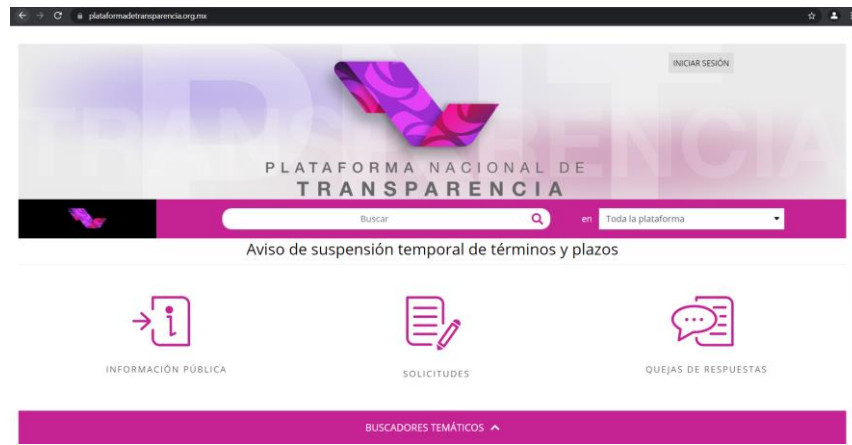 plataformadetransparencia.org.mx
PNT
TRANSPARENCIA
INICIAR SESIÓN
PLATAFORMA NACIONAL DE
TRANSPARENCIA
Buscar
en
Toda la plataforma
Aviso de suspensión temporal de términos y plazos
INFORMACIÓN PÚBLICA
SOLICITUDES
QUEJAS DE RESPUESTAS
BUSCADORES TEMÁTICOS